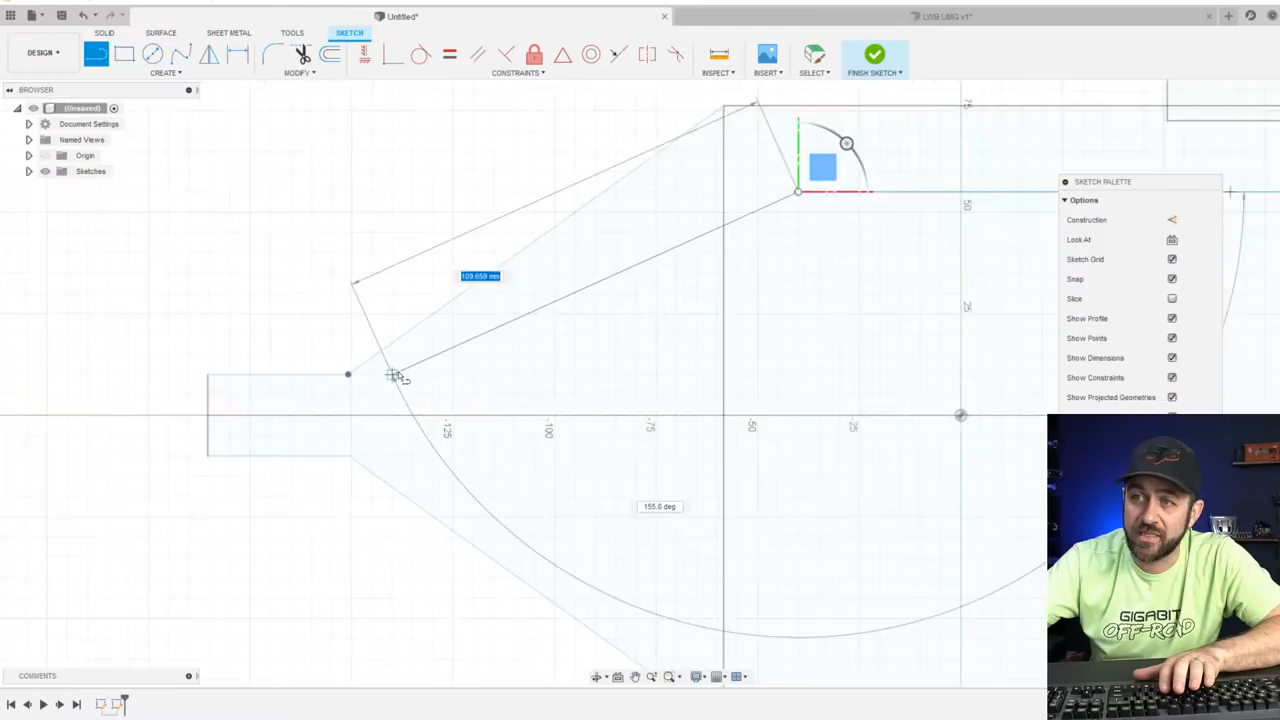 Untitled*
LWB UMG v1*
DESIGN
SOLID
SURFACE
SHEET METAL
TOOLS
SKETCH
CREATE
MODIFY
CONSTRAINTS
INSPECT
INSERT
SELECT
FINISH SKETCH
BROWSER
(Unsaved)
Document Settings
Named Views
Origin
Sketches
109.659 mm
155.8 deg
75
50
25
-125
-100
-75
-50
-25
SKETCH PALETTE
Options
Construction
Look At
Sketch Grid
Snap
Slice
Show Profile
Show Points
Show Dimensions
Show Constraints
Show Projected Geometries
GIGABIT
OFF-ROAD
COMMENTS